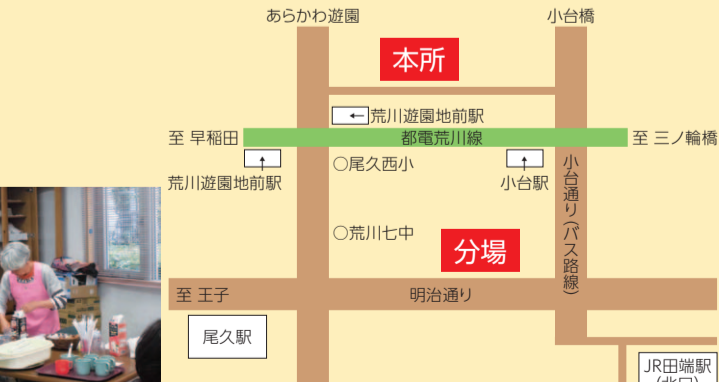 あらかわ遊園
小台橋
本所
←荒川遊園地前駅
至 早稲田
都電荒川線
至 三ノ輪橋
↑
荒川遊園地前駅
○尾久西小
↑
小台駅
小台通り(バス路線)
○荒川七中
分場
至 王子
明治通り
尾久駅
JR田端駅
(北口)